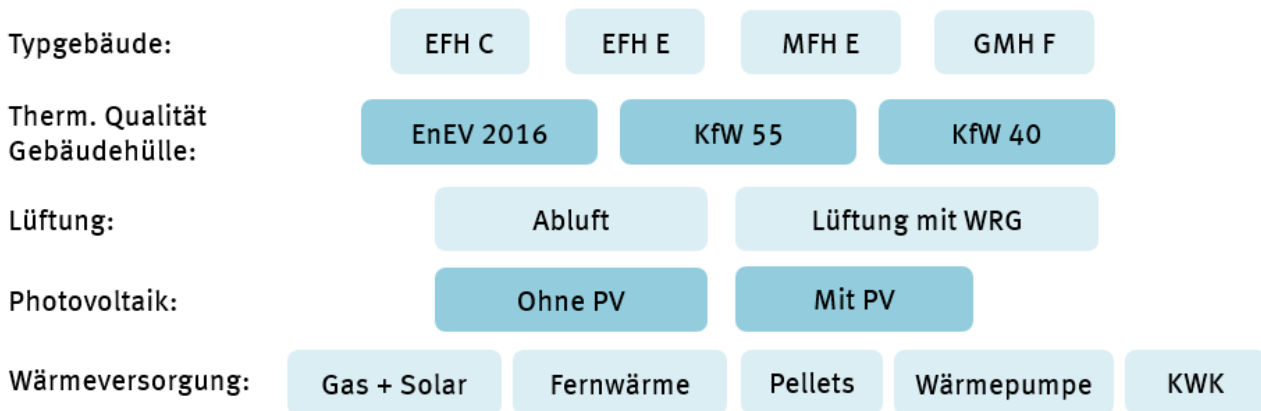 Typgebäude: EFH C EFH E MFH E GMH F
Therm. Qualität
Gebäudehülle: EnEV 2016 KfW 55 KfW 40
Lüftung: Abluft Lüftung mit WRG
Photovoltaik: Ohne PV Mit PV
Wärmeversorgung: Gas + Solar Fernwärme Pellets Wärmepumpe KWK